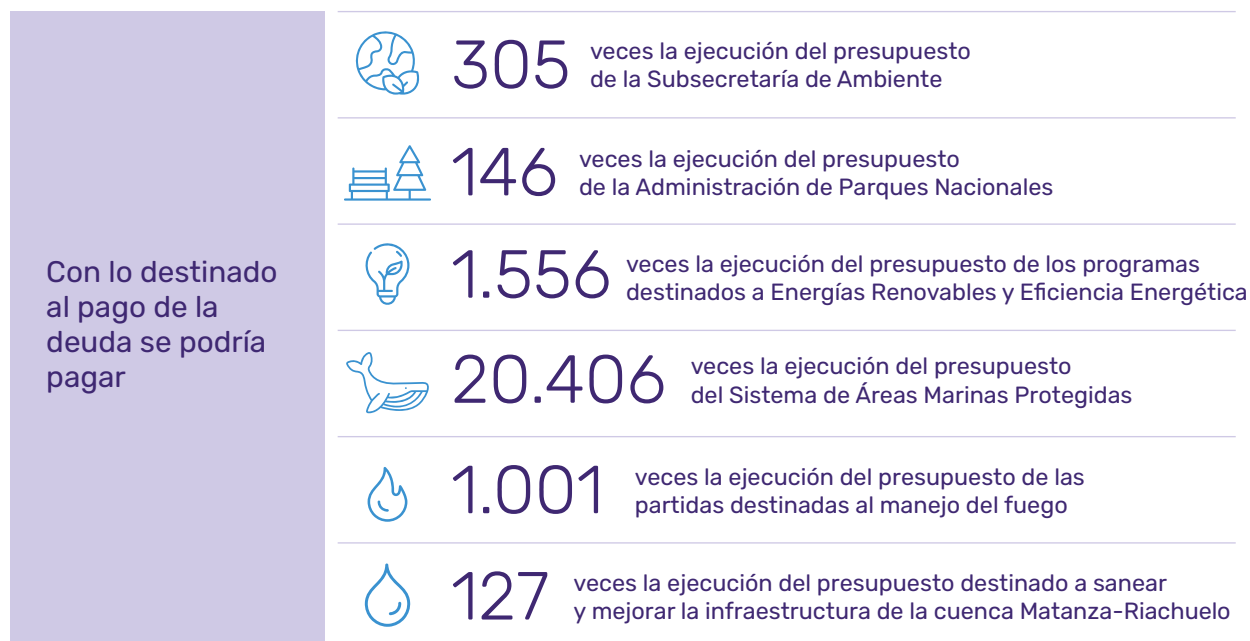 Con lo destinado
al pago de la
deuda se podría
pagar
305
veces la ejecución del presupuesto
de la Subsecretaría de Ambiente
146
veces la ejecución del presupuesto
de la Administración de Parques Nacionales
1.556
veces la ejecución del presupuesto de los programas
destinados a Energías Renovables y Eficiencia Energética
20.406
veces la ejecución del presupuesto
del Sistema de Áreas Marinas Protegidas
1.001
veces la ejecución del presupuesto de las
partidas destinadas al manejo del fuego
127
veces la ejecución del presupuesto destinado a sanear
y mejorar la infraestructura de la cuenca Matanza-Riachuelo